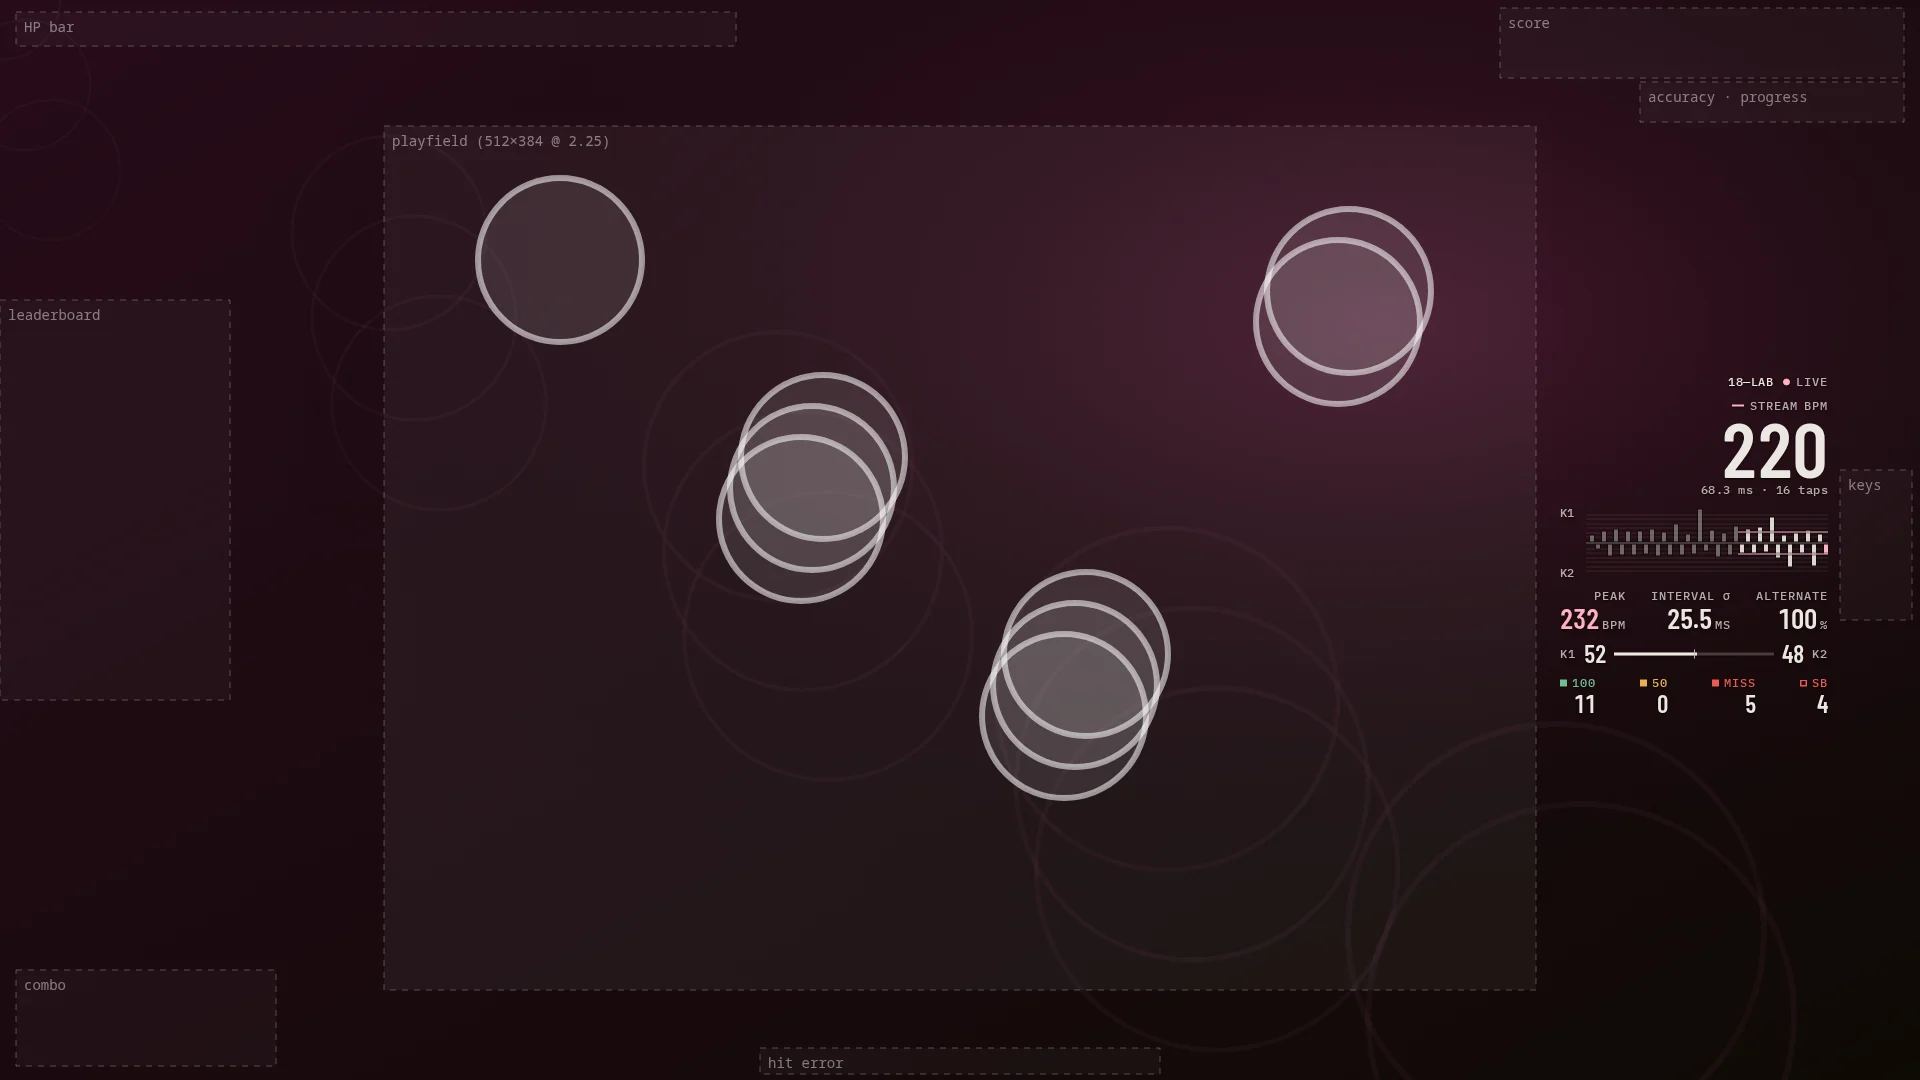 HP bar
score
accuracy · progress
playfield (512×384 @ 2.25)
leaderboard
18—LAB ● LIVE
STREAM BPM
220
68.3 ms · 16 taps
keys
K1
K2
PEAK INTERVAL σ ALTERNATE
232 BPM 25.5 MS 100 %
K1 52 48 K2
100 50 MISS SB
11 0 5 4
combo
hit error